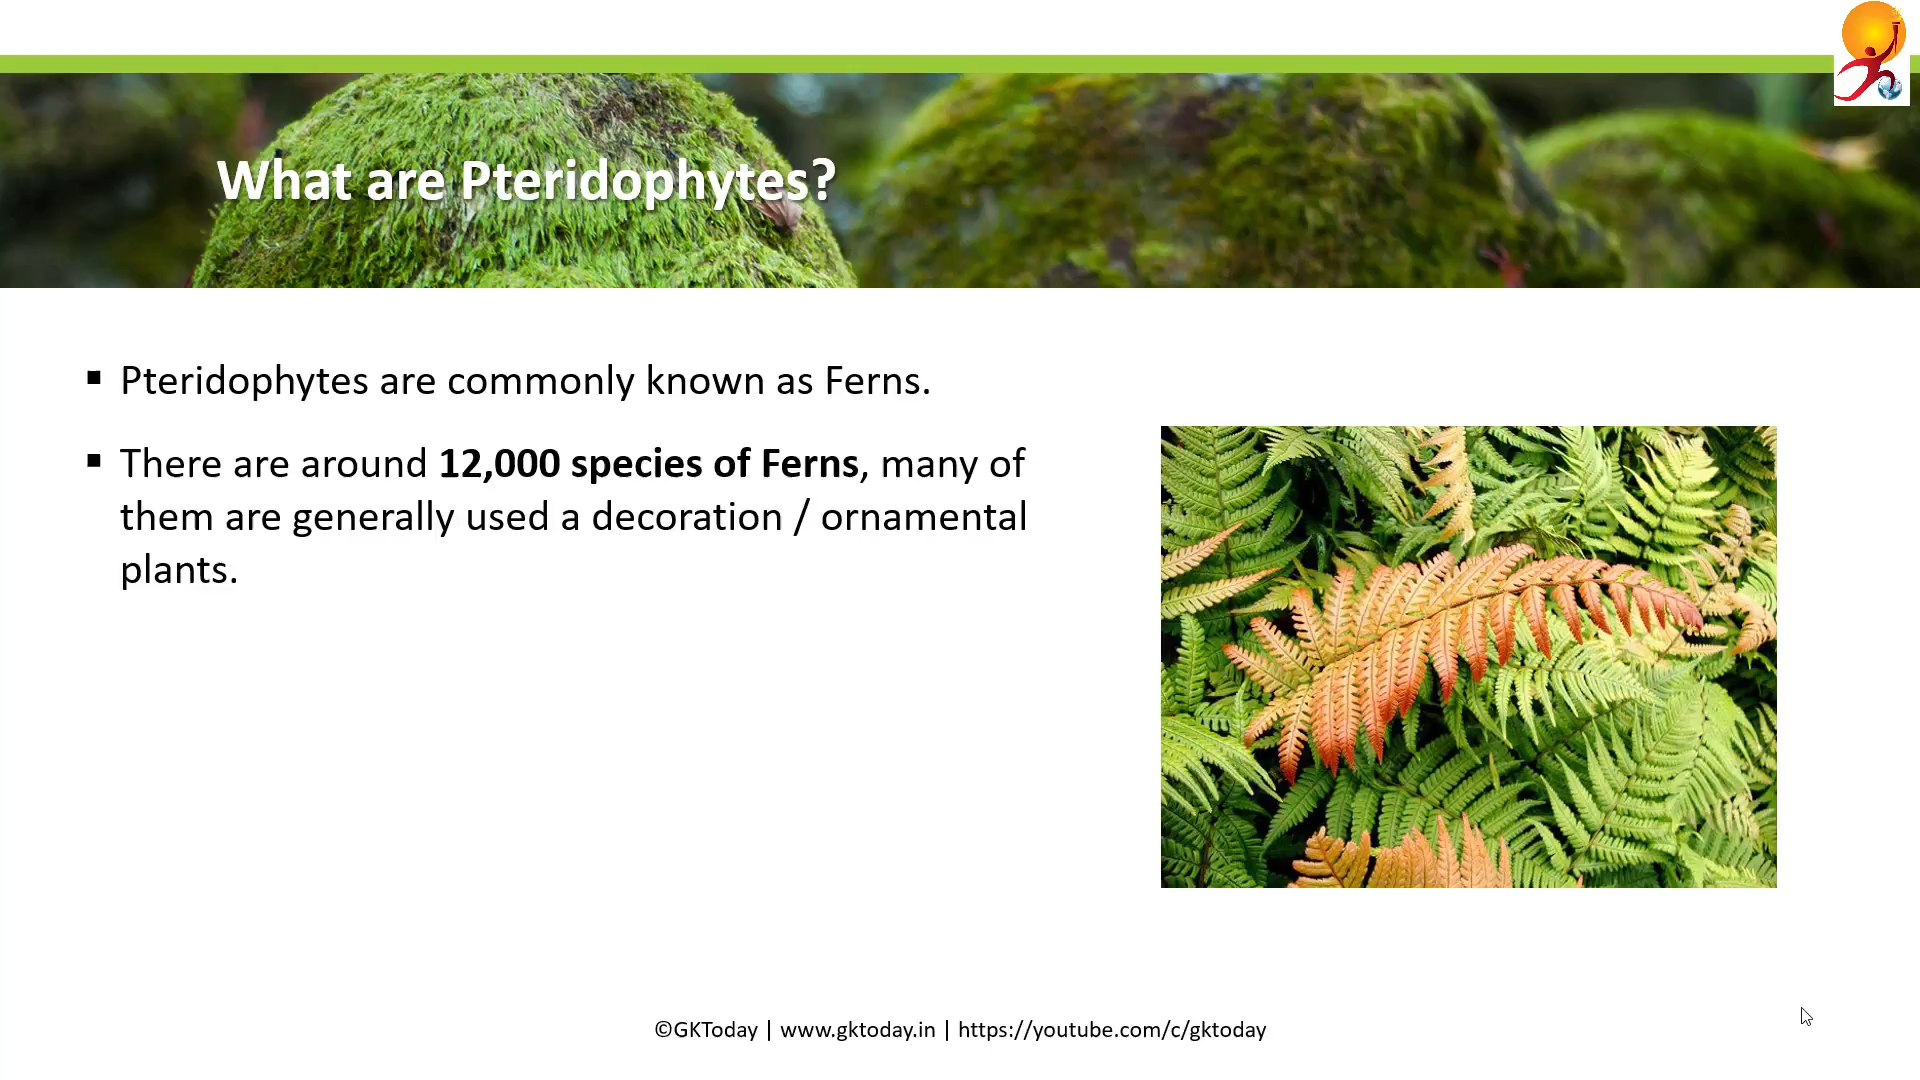 What are Pteridophytes?
▪ Pteridophytes are commonly known as Ferns.
▪ There are around 12,000 species of Ferns, many of
them are generally used a decoration / ornamental
plants.
©GKToday | www.gktoday.in | https://youtube.com/c/gktoday